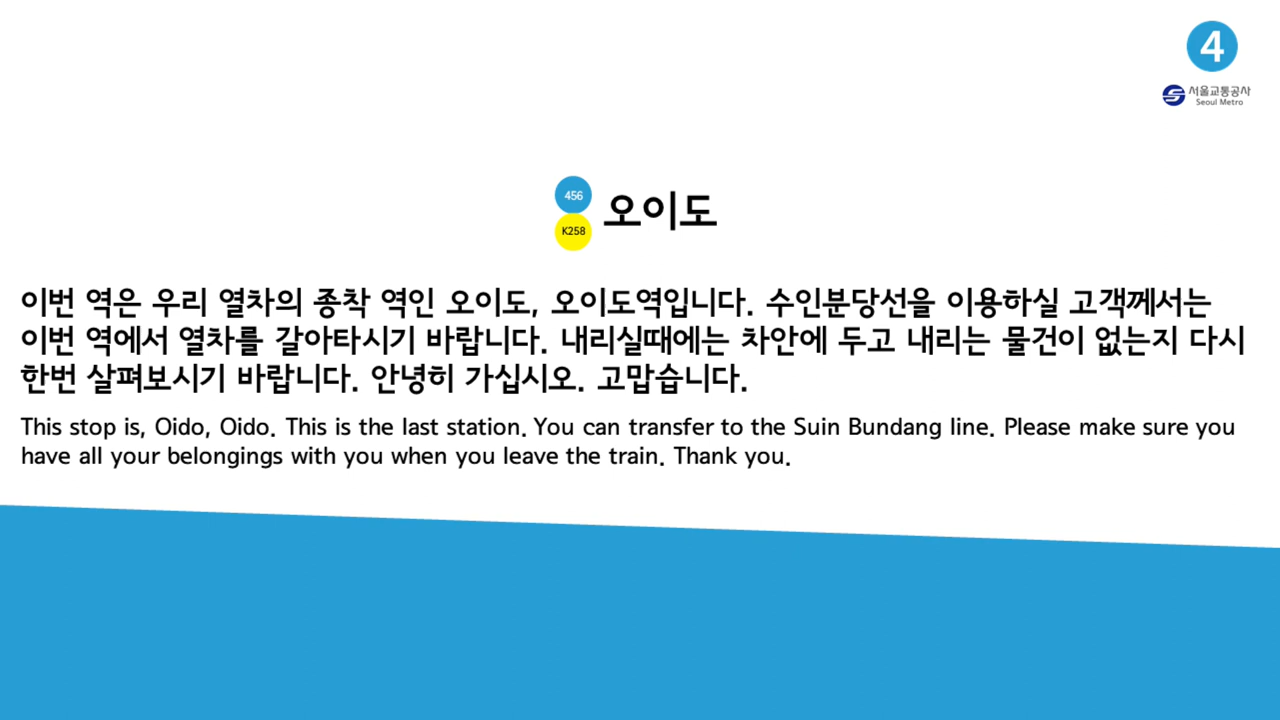 4
서울교통공사
Seoul Metro
456
K258
오이도
이번 역은 우리 열차의 종착 역인 오이도, 오이도역입니다. 수인분당선을 이용하실 고객께서는
이번 역에서 열차를 갈아타시기 바랍니다. 내리실때에는 차안에 두고 내리는 물건이 없는지 다시
한번 살펴보시기 바랍니다. 안녕히 가십시오. 고맙습니다.
This stop is, Oido, Oido. This is the last station. You can transfer to the Suin Bundang line. Please make sure you
have all your belongings with you when you leave the train. Thank you.